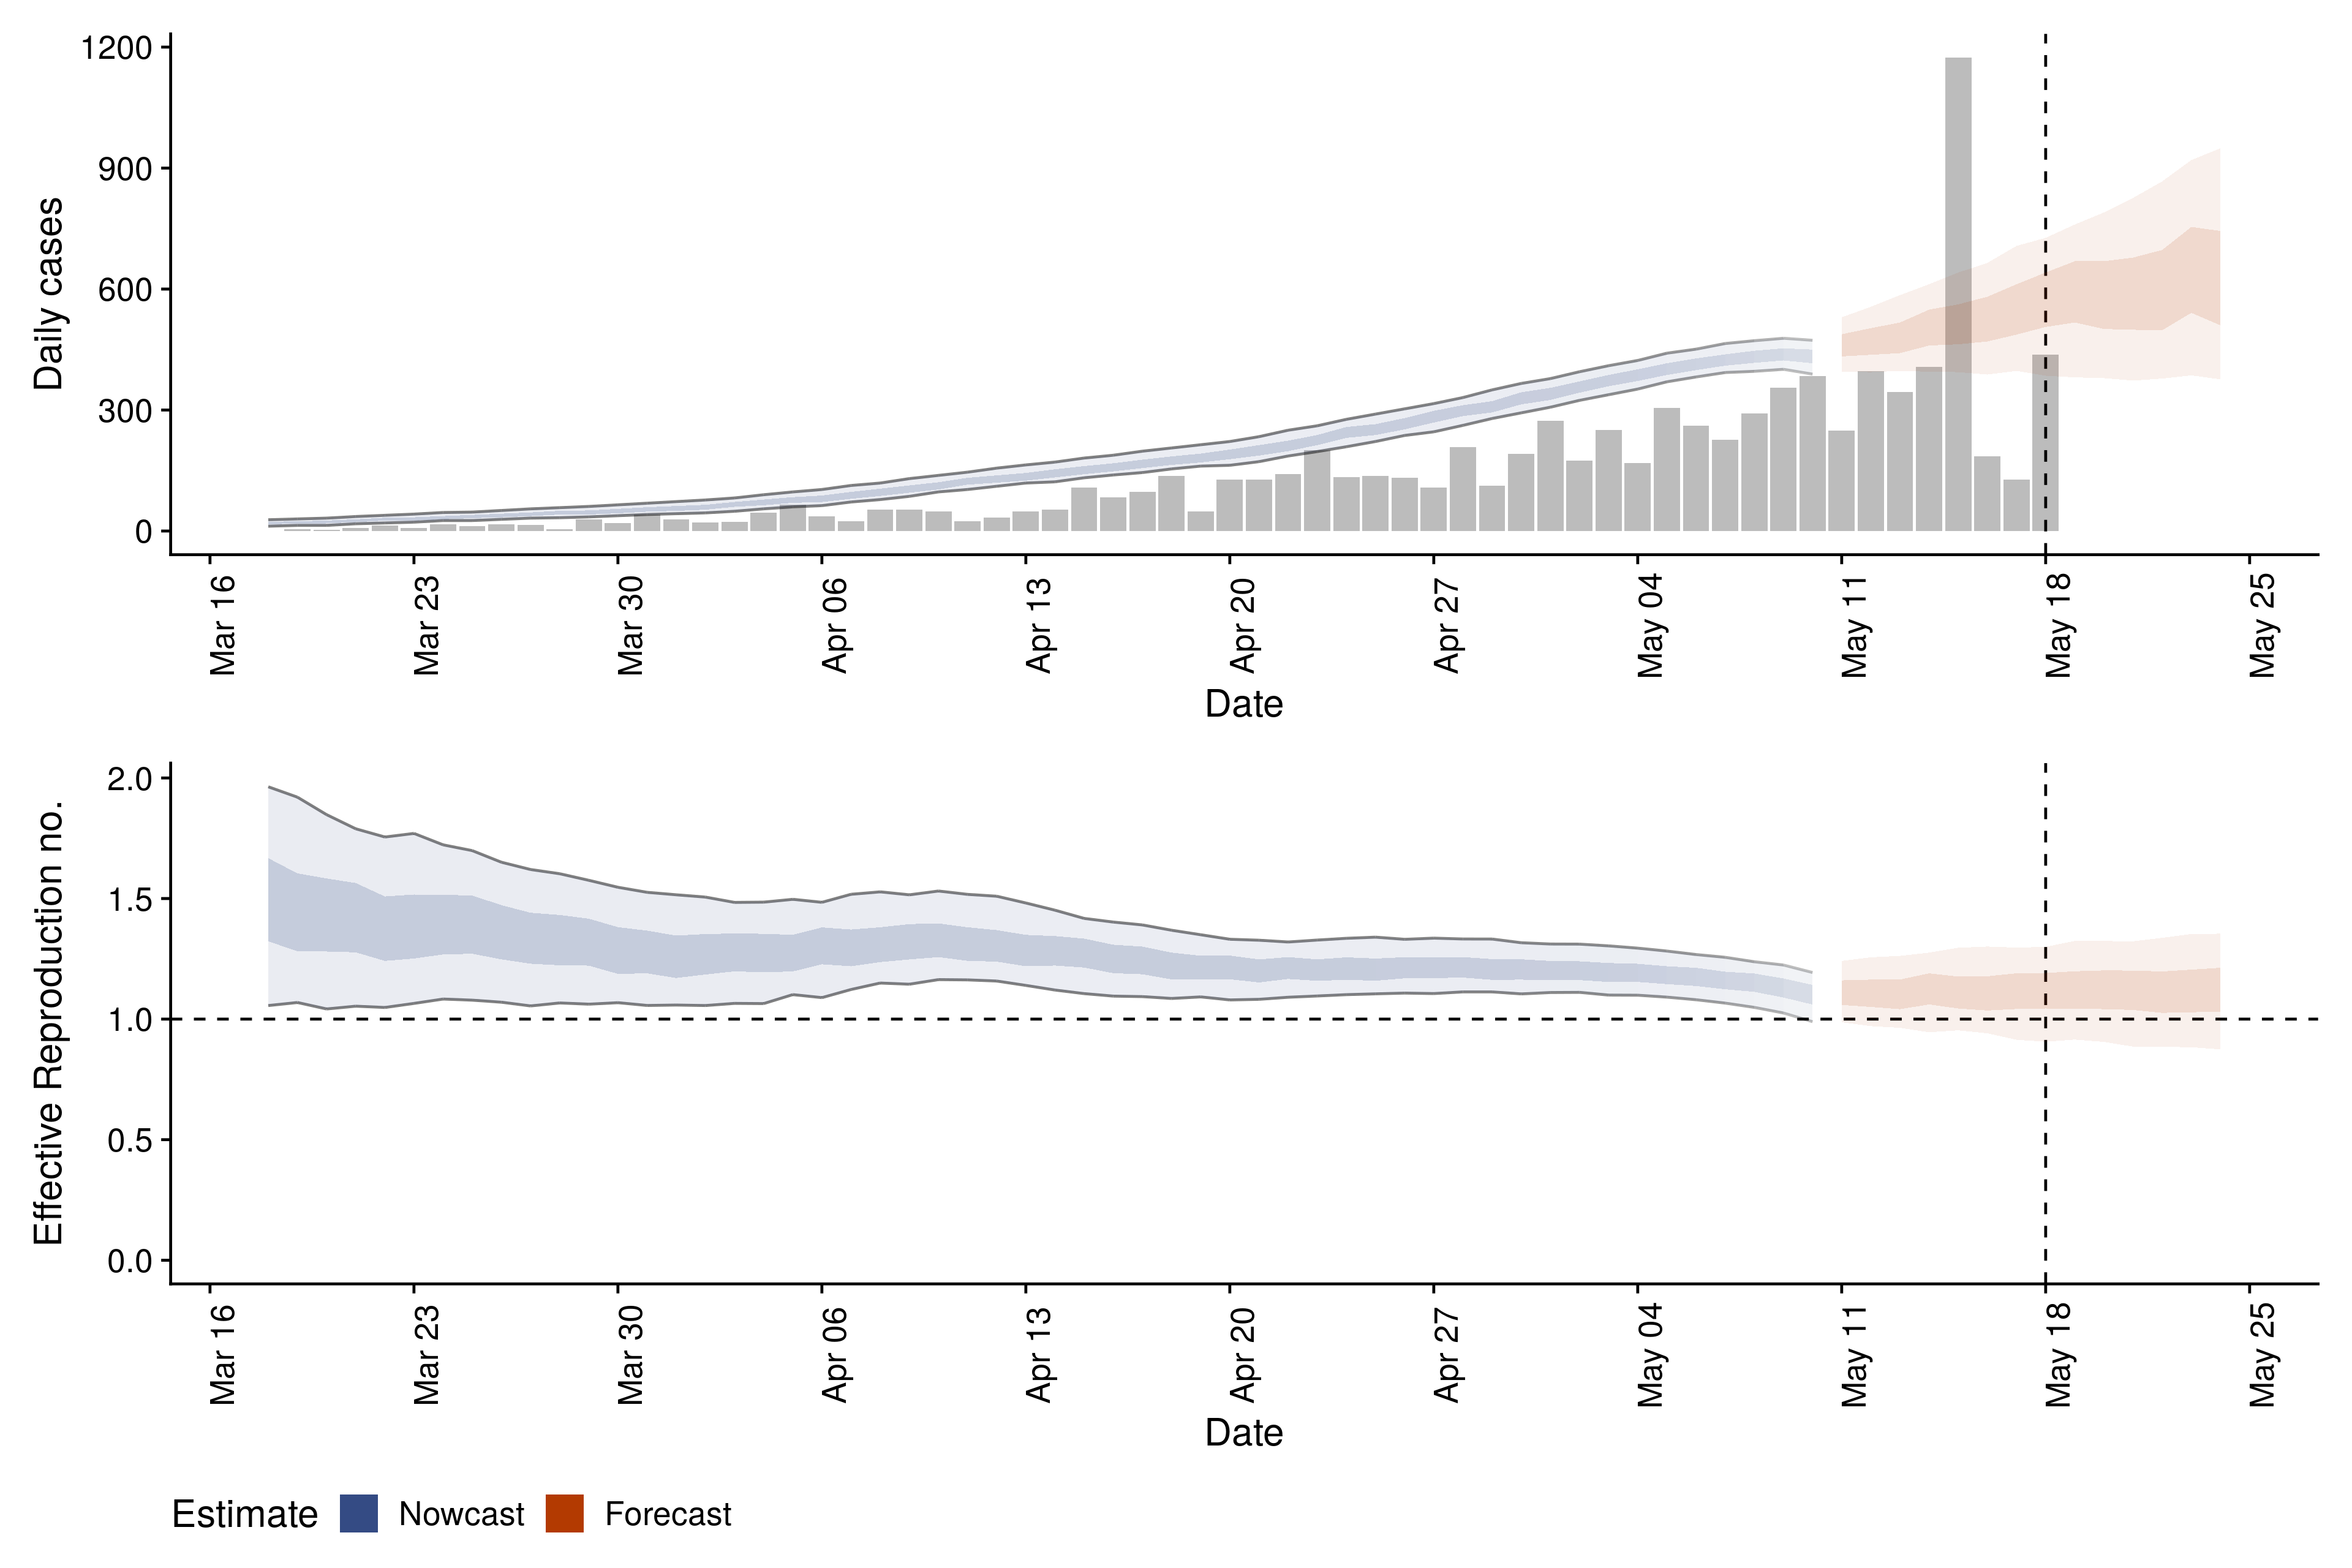 1200
900
600
300
0
Daily cases
Mar 16
Mar 23
Mar 30
Apr 06
Apr 13
Apr 20
Apr 27
May 04
May 11
May 18
May 25
Date
2.0
1.5
1.0
0.5
0.0
Effective Reproduction no.
Mar 16
Mar 23
Mar 30
Apr 06
Apr 13
Apr 20
Apr 27
May 04
May 11
May 18
May 25
Date
Estimate Nowcast Forecast